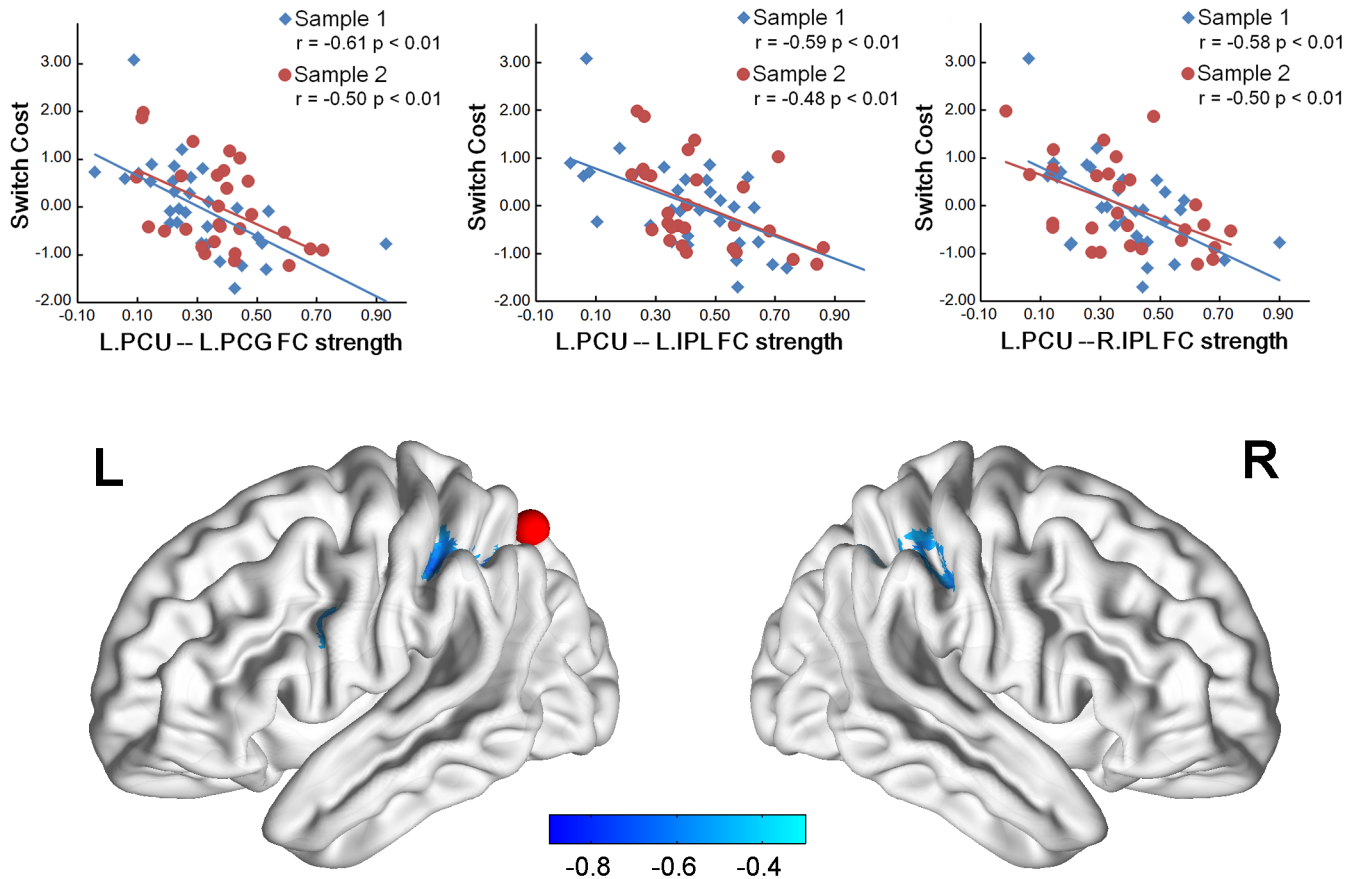 Sample 1
r = -0.61 p < 0.01
Sample 2
r = -0.50 p < 0.01
Switch Cost
3.00
2.00
1.00
0.00
-1.00
-2.00
-0.10 0.10 0.30 0.50 0.70 0.90
L.PCU -- L.PCG FC strength
Sample 1
r = -0.59 p < 0.01
Sample 2
r = -0.48 p < 0.01
Switch Cost
3.00
2.00
1.00
0.00
-1.00
-2.00
-0.10 0.10 0.30 0.50 0.70 0.90
L.PCU -- L.IPL FC strength
Sample 1
r = -0.58 p < 0.01
Sample 2
r = -0.50 p < 0.01
Switch Cost
3.00
2.00
1.00
0.00
-1.00
-2.00
-0.10 0.10 0.30 0.50 0.70 0.90
L.PCU --R.IPL FC strength
L
R
-0.8 -0.6 -0.4